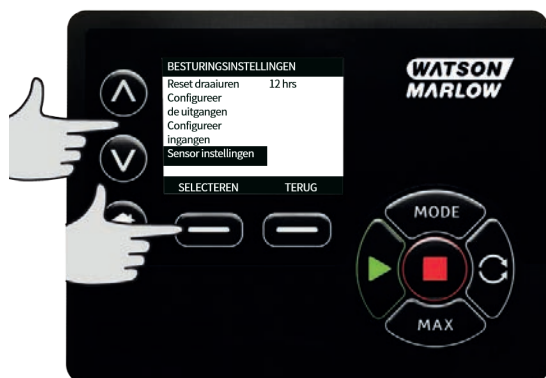 BESTURINGSINSTELLINGEN
Reset draaiuren 12 hrs
Configureer
de uitgangen
Configureer
ingangen
Sensor instellingen
SELECTEREN TERUG
WATSON
MARLOW
MODE
MAX